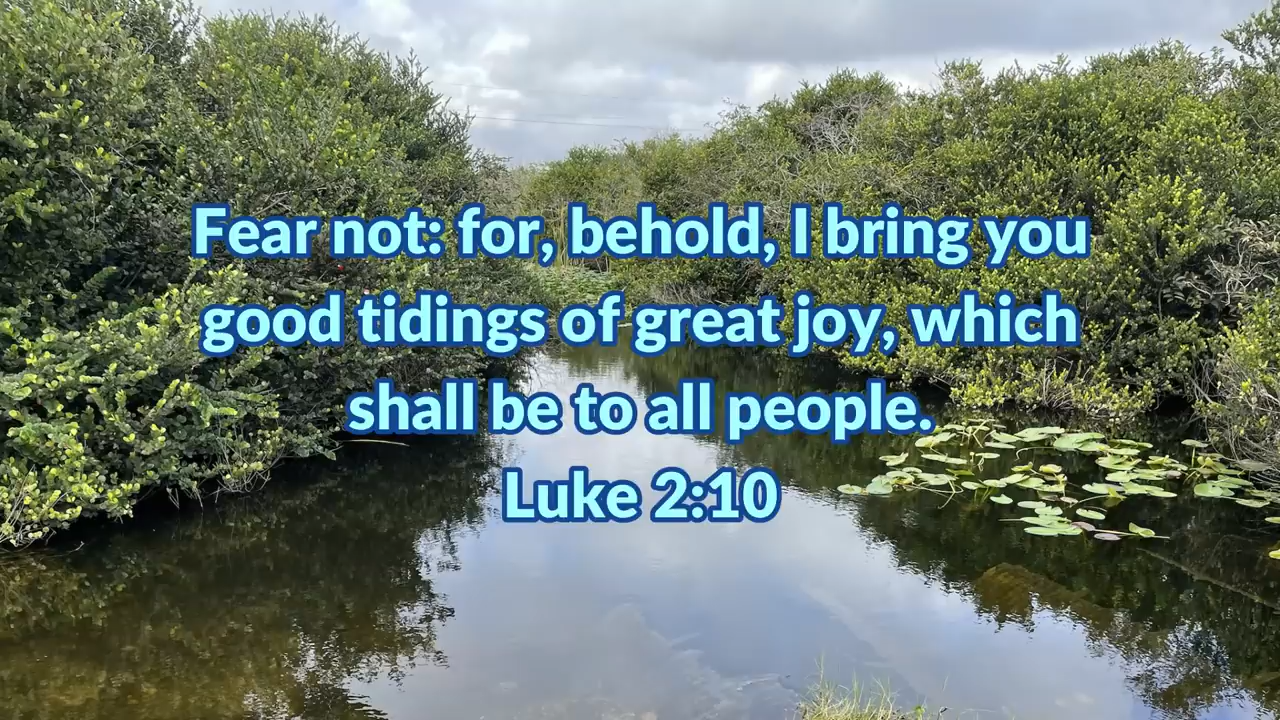 Fear not: for, behold, I bring you
good tidings of great joy, which
shall be to all people.
Luke 2:10